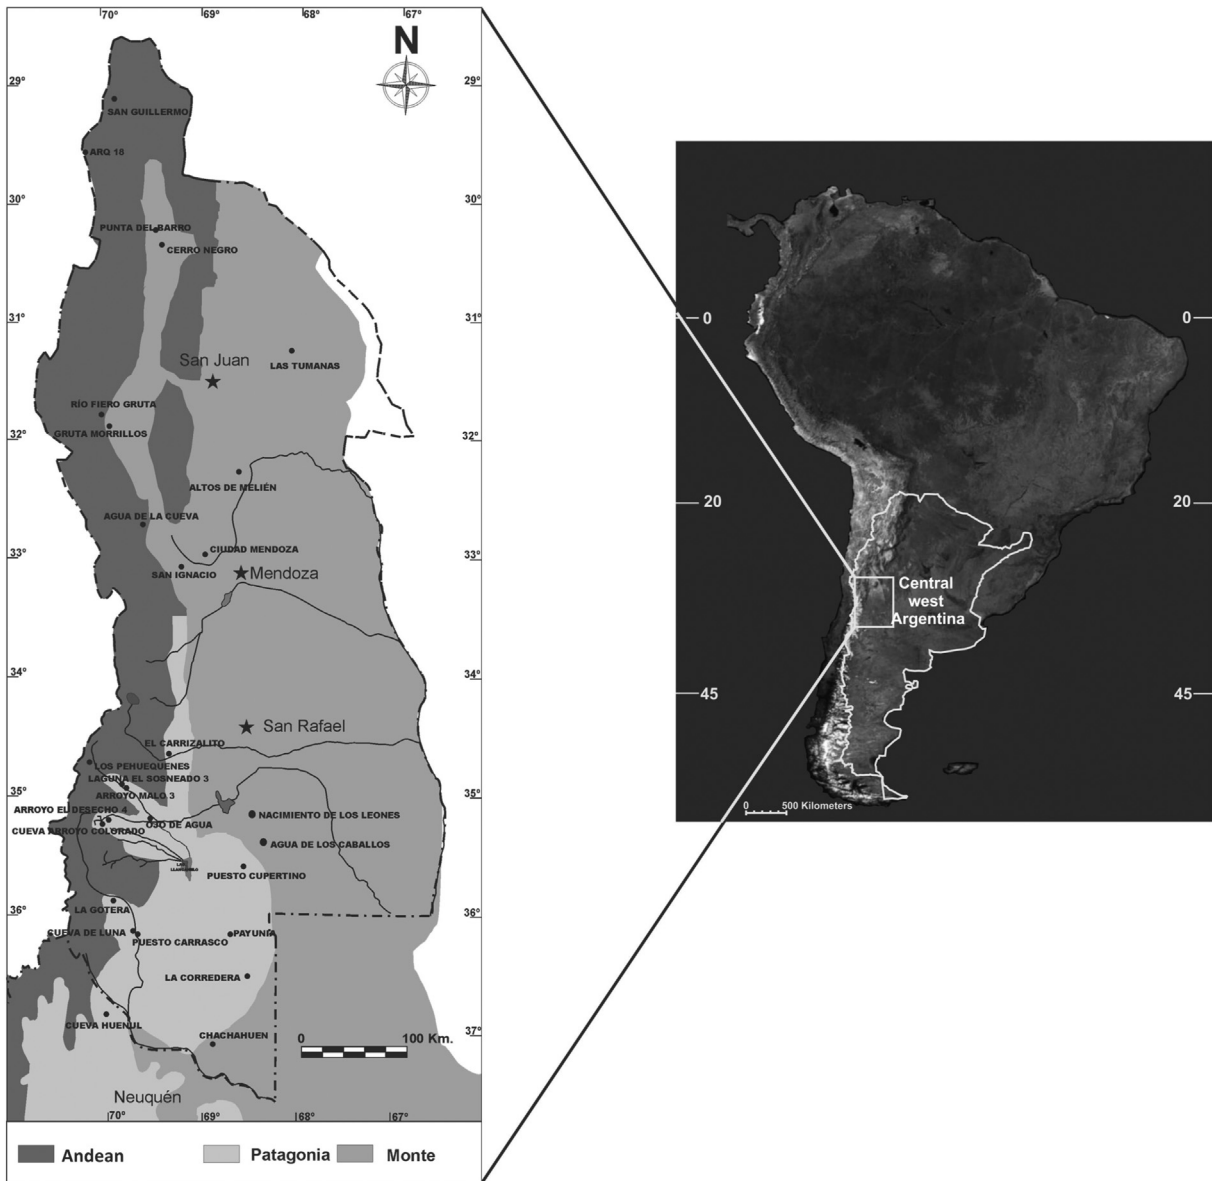 70°
69°
68°
67°
N
29°
29°
SAN GUILLERMO
ARQ 18
30°
30°
PUNTA DEL BARRO
CERRO NEGRO
31°
31°
San Juan
LAS TUMANAS
RÍO FIERO GRUTA
GRUTA MORRILLOS
32°
32°
ALTOS DE MELIÉN
AGUA DE LA CUEVA
CIUDAD MENDOZA
33°
33°
SAN IGNACIO
Mendoza
34°
34°
San Rafael
EL CARRIZALITO
LOS PEHUEQUENES
LAGUNA EL SOSNEADO 3
ARROYO MALO 3
35°
35°
ARROYO EL DESECHO 4
OJO DE AGUA
NACIMIENTO DE LOS LEONES
CUEVA ARROYO COLORADO
AGUA DE LOS CABALLOS
PUESTO CUPERTINO
36°
36°
LA GOTERA
CUEVA DE LUNA
PUESTO CARRASCO
PAYUNIA
LA CORREDERA
CUEVA HUENUL
CHACHAHUEN
37°
37°
0
100 Km.
Neuquén
70°
69°
68°
67°
Andean
Patagonia
Monte
0
0
20
20
Central
west
Argentina
45
45
0
500 Kilometers